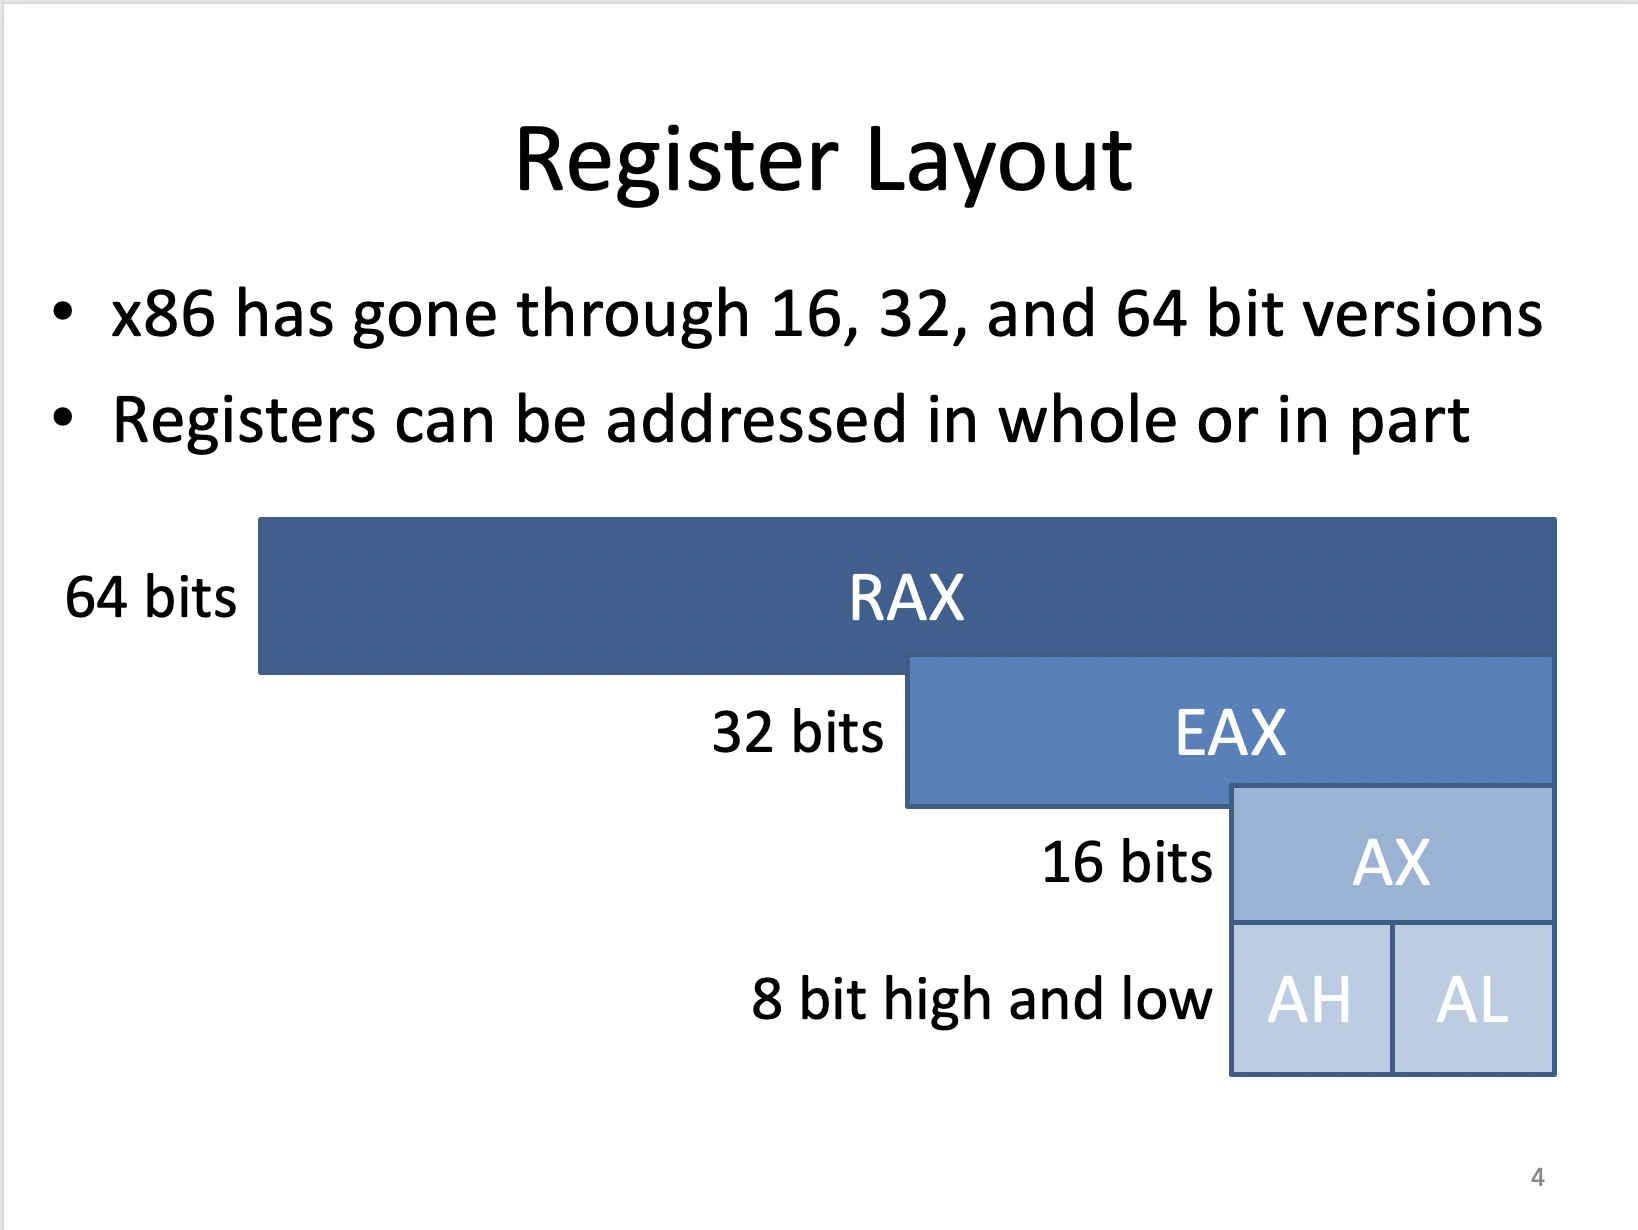 Register Layout
• x86 has gone through 16, 32, and 64 bit versions
• Registers can be addressed in whole or in part
64 bits RAX
32 bits EAX
16 bits AX
8 bit high and low AH AL
4